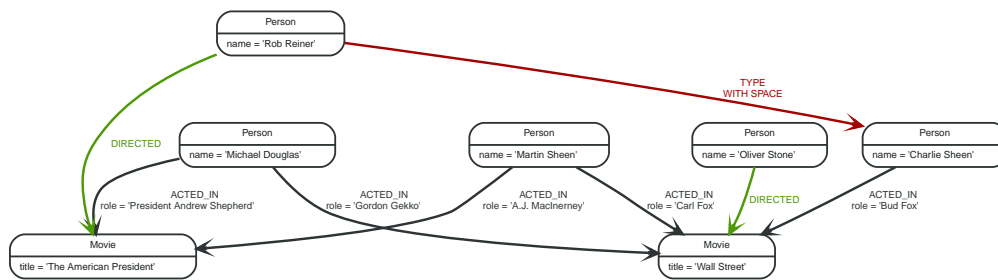 Person
name = 'Rob Reiner'
TYPE
WITH SPACE
DIRECTED
Person
name = 'Michael Douglas'
Person
name = 'Martin Sheen'
Person
name = 'Oliver Stone'
Person
name = 'Charlie Sheen'
ACTED_IN
role = 'President Andrew Shepherd'
ACTED_IN
role = 'Gordon Gekko'
ACTED_IN
role = 'A.J. MacInerney'
ACTED_IN
role = 'Carl Fox'
DIRECTED
ACTED_IN
role = 'Bud Fox'
Movie
title = 'The American President'
Movie
title = 'Wall Street'